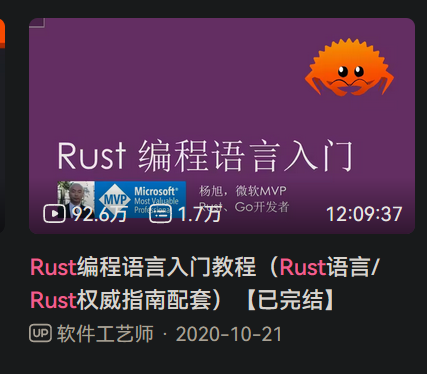 Rust 编程语言入门
Microsoft®
Most Valuable
Professional
MVP
杨旭，微软MVP
Rust、Go开发者
92.6万
1.7万
12:09:37
Rust编程语言入门教程（Rust语言/
Rust权威指南配套）【已完结】
UP 软件工艺师 · 2020-10-21